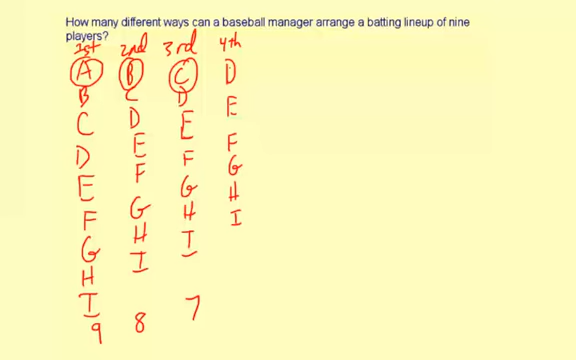 How many different ways can a baseball manager arrange a batting lineup of nine
players?
1st 2nd 3rd 4th
A B C D
B C D E
C D E F
D E F G
E F G H
F G H I
G H I
H I
I
9 8 7